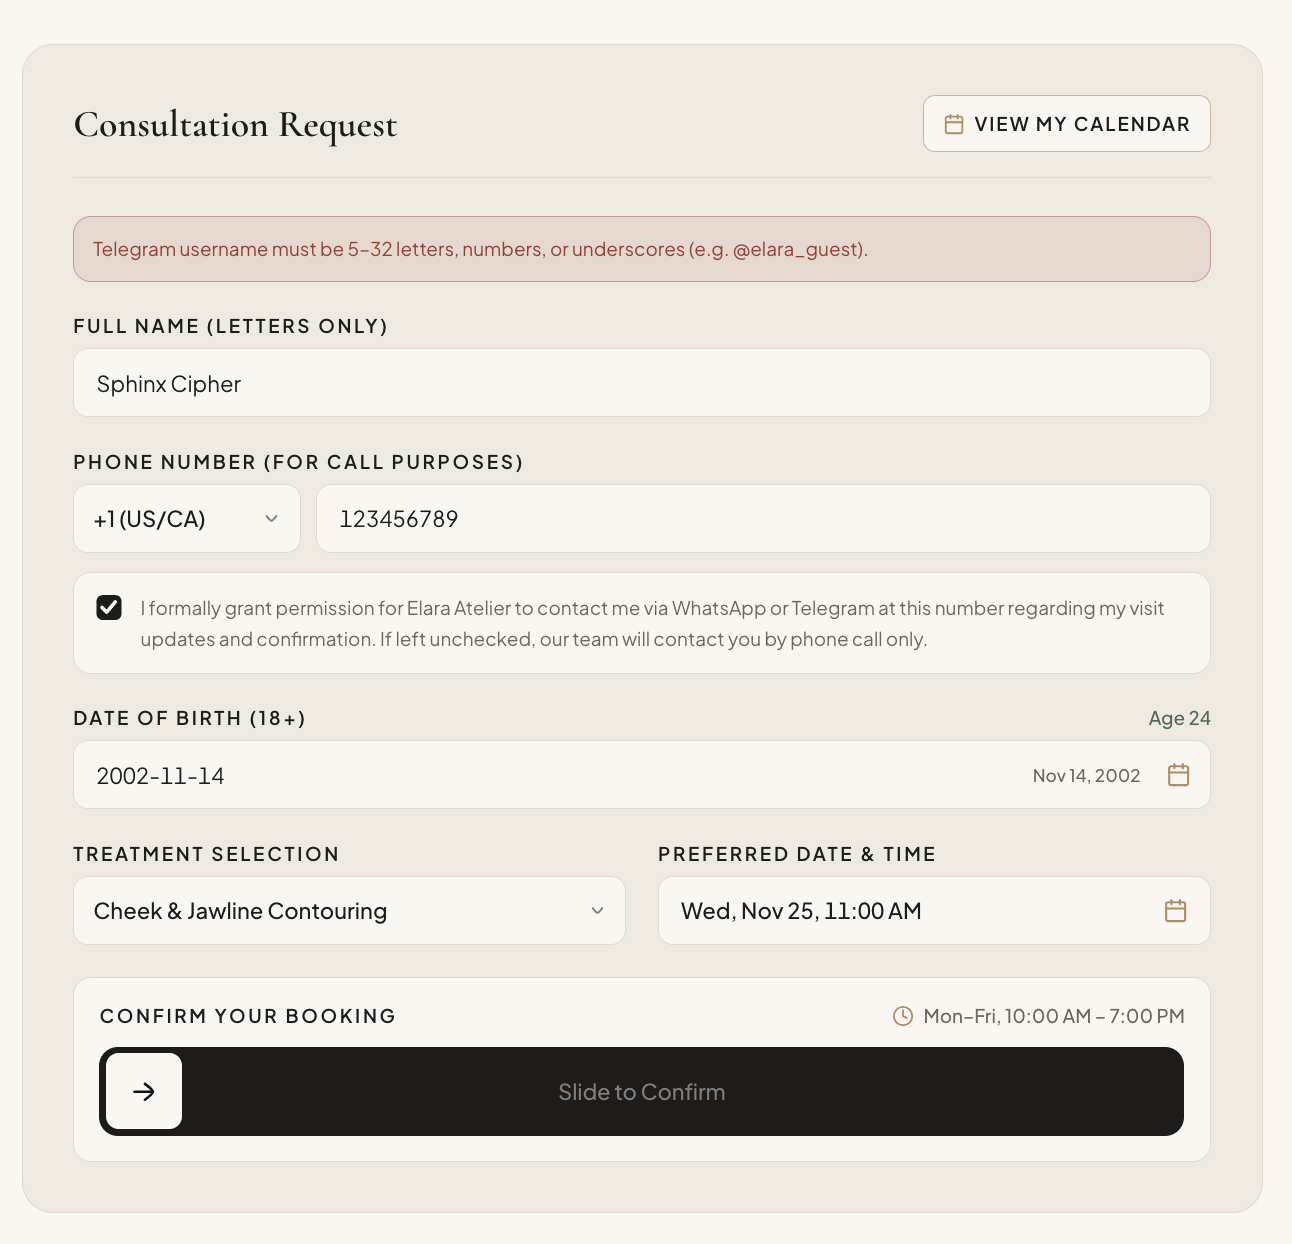 Consultation Request
VIEW MY CALENDAR
Telegram username must be 5–32 letters, numbers, or underscores (e.g. @elara_guest).
FULL NAME (LETTERS ONLY)
Sphinx Cipher
PHONE NUMBER (FOR CALL PURPOSES)
+1 (US/CA)
123456789
I formally grant permission for Elara Atelier to contact me via WhatsApp or Telegram at this number regarding my visit
updates and confirmation. If left unchecked, our team will contact you by phone call only.
DATE OF BIRTH (18+)
Age 24
2002-11-14
Nov 14, 2002
TREATMENT SELECTION
PREFERRED DATE & TIME
Cheek & Jawline Contouring
Wed, Nov 25, 11:00 AM
CONFIRM YOUR BOOKING
Mon–Fri, 10:00 AM – 7:00 PM
Slide to Confirm